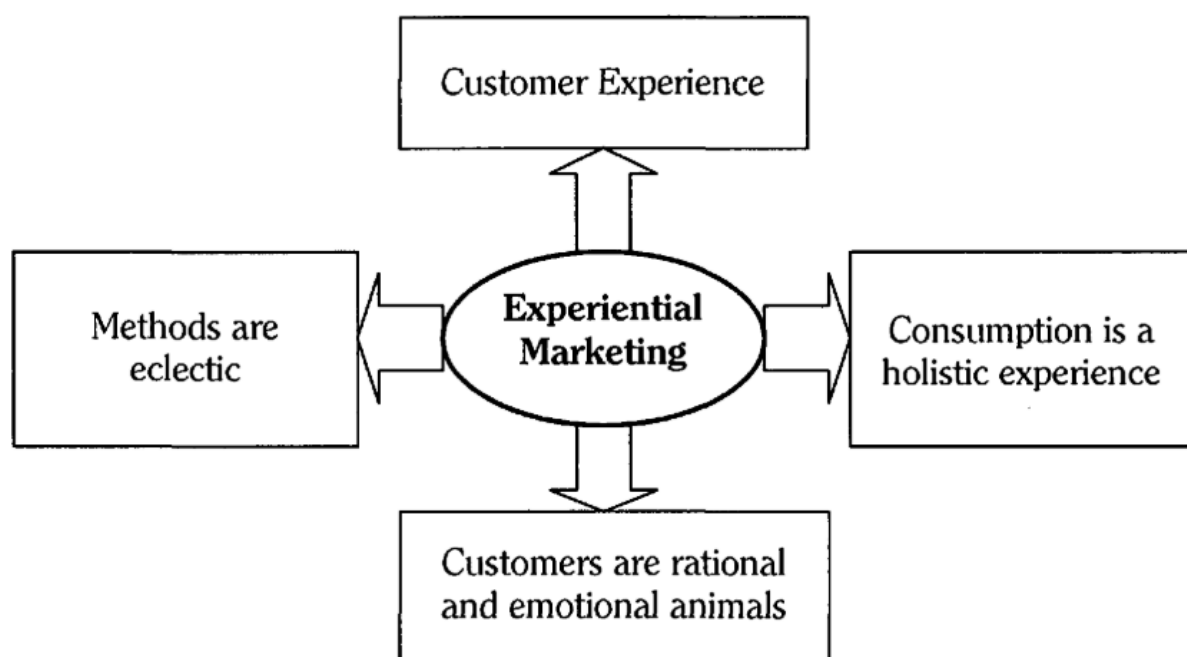 Customer Experience
Methods are
eclectic
Experiential
Marketing
Consumption is a
holistic experience
Customers are rational
and emotional animals